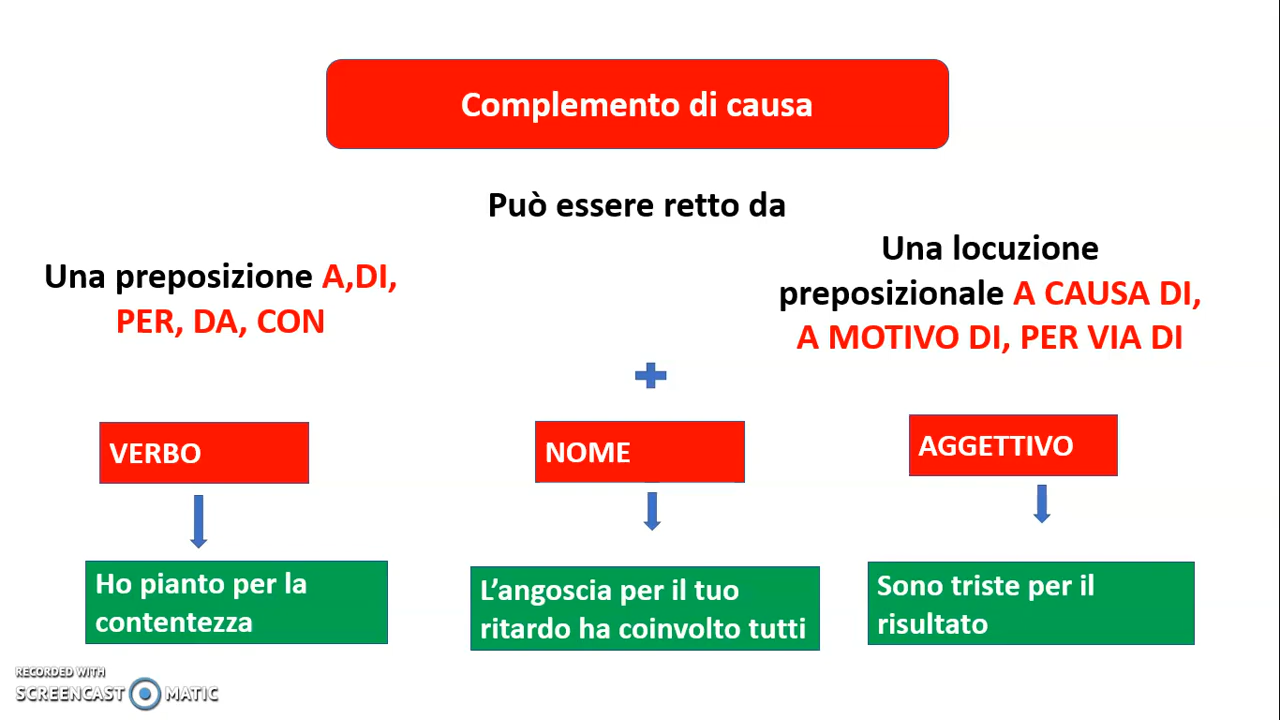 Complemento di causa
Può essere retto da
Una preposizione A,DI,
PER, DA, CON
Una locuzione
preposizionale A CAUSA DI,
A MOTIVO DI, PER VIA DI
VERBO
NOME
AGGETTIVO
Ho pianto per la
contentezza
L’angoscia per il tuo
ritardo ha coinvolto tutti
Sono triste per il
risultato
RECORDED WITH
SCREENCAST MATIC